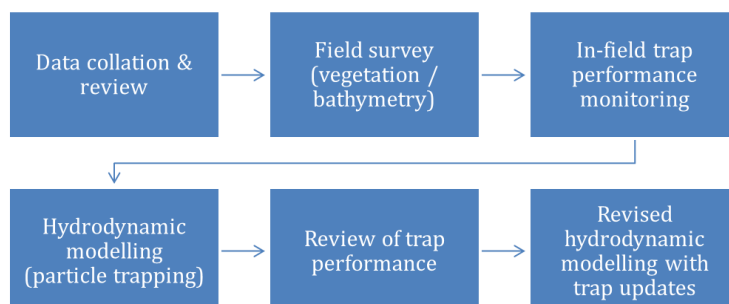 Data collation &
review
Field survey
(vegetation /
bathymetry)
In-field trap
performance
monitoring
Hydrodynamic
modelling
(particle trapping)
Review of trap
performance
Revised
hydrodynamic
modelling with
trap updates